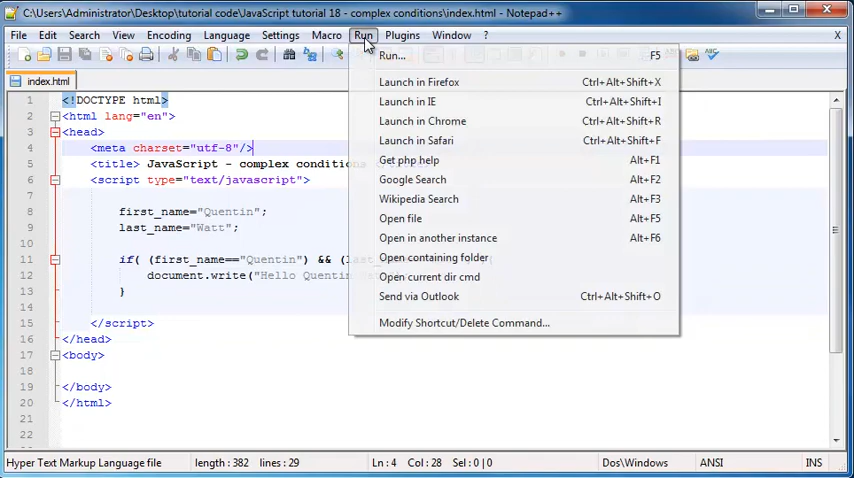 C:\Users\Administrator\Desktop\tutorial code\JavaScript tutorial 18 - complex conditions\index.html - Notepad++
File Edit Search View Encoding Language Settings Macro Run Plugins Window ? X
index.html
Run... F5
Launch in Firefox Ctrl+Alt+Shift+X
Launch in IE Ctrl+Alt+Shift+I
Launch in Chrome Ctrl+Alt+Shift+R
Launch in Safari Ctrl+Alt+Shift+F
Get php help Alt+F1
Google Search Alt+F2
Wikipedia Search Alt+F3
Open file Alt+F5
Open in another instance Alt+F6
Open containing folder
Open current dir cmd
Send via Outlook Ctrl+Alt+Shift+O
Modify Shortcut/Delete Command...
1 <!DOCTYPE html>
2 <html lang="en">
3 <head>
4 <meta charset="utf-8"/>
5 <title> JavaScript - complex conditions
6 <script type="text/javascript">
7
8 first_name="Quentin";
9 last_name="Watt";
10
11 if( (first_name=="Quentin") && (
12 document.write("Hello Quentin
13 }
14
15 </script>
16 </head>
17 <body>
18
19 </body>
20 </html>
21
22
Hyper Text Markup Language file length : 382 lines : 29 Ln : 4 Col : 28 Sel : 0 | 0 Dos\Windows ANSI INS